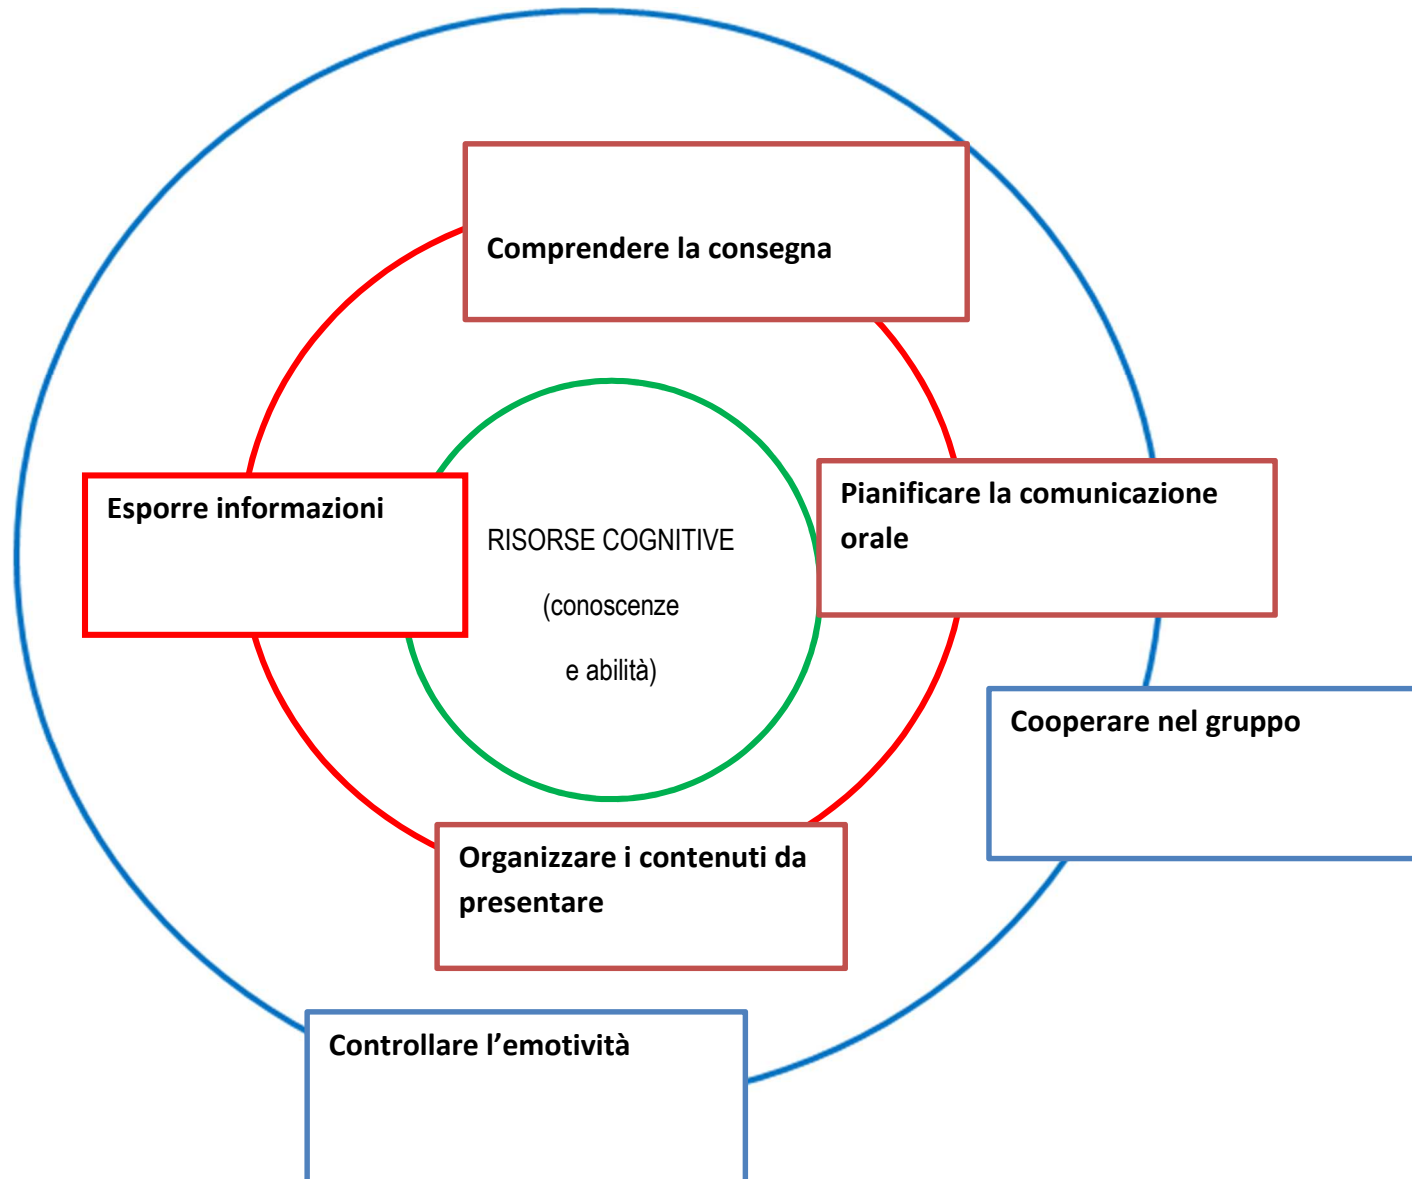 Comprendere la consegna
Esporre informazioni
RISORSE COGNITIVE
(conoscenze
e abilità)
Pianificare la comunicazione
orale
Cooperare nel gruppo
Organizzare i contenuti da
presentare
Controllare l’emotività